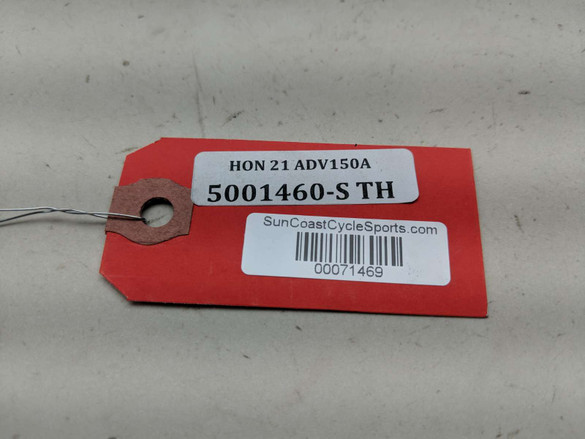 HON 21 ADV150A
5001460-S TH
SunCoastCycleSports.com
00071469